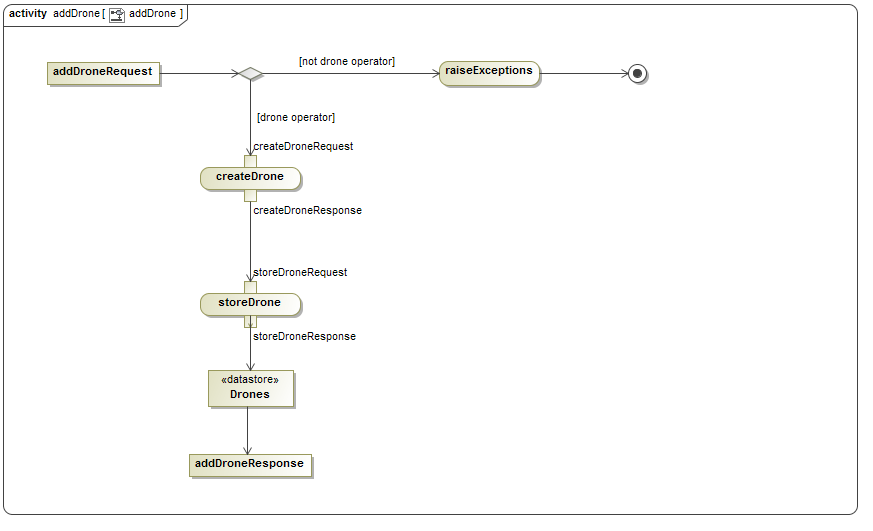 activity addDrone [ addDrone ]
[not drone operator]
addDroneRequest
raiseExceptions
[drone operator]
createDroneRequest
createDrone
createDroneResponse
storeDroneRequest
storeDrone
storeDroneResponse
«datastore»
Drones
addDroneResponse